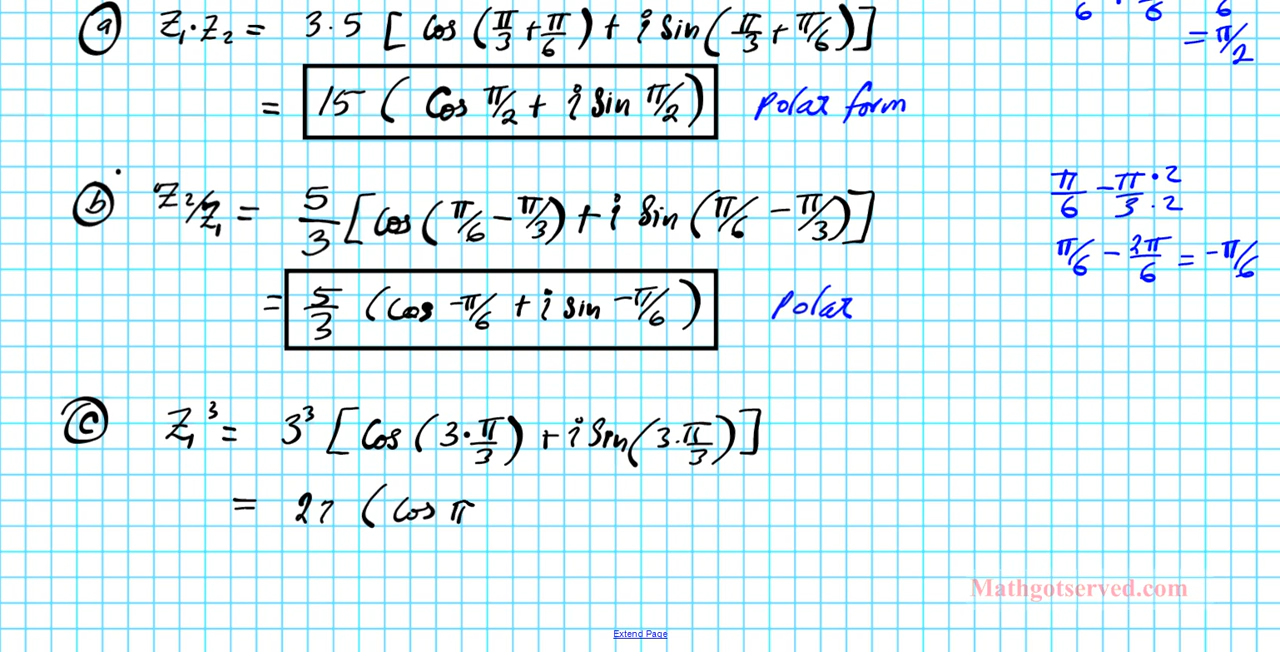 (a) Z₁·Z₂ = 3·5 [ Cos (π/3 + π/6) + i Sin (π/3 + π/6)]
6 6 6
= π/2
= 15 ( Cos π/2 + i Sin π/2) Polar form
(b) Z₂/Z₁ = 5/3 [Cos (π/6 − π/3) + i Sin (π/6 − π/3)]
π/6 − π/3 ·2 ·2
π/6 − 2π/6 = −π/6
= 5/3 (Cos −π/6 + i Sin −π/6) Polar
(c) Z₁³ = 3³ [Cos (3·π/3) + i Sin (3·π/3)]
= 27 (Cos π
Mathgotserved.com
Extend Page